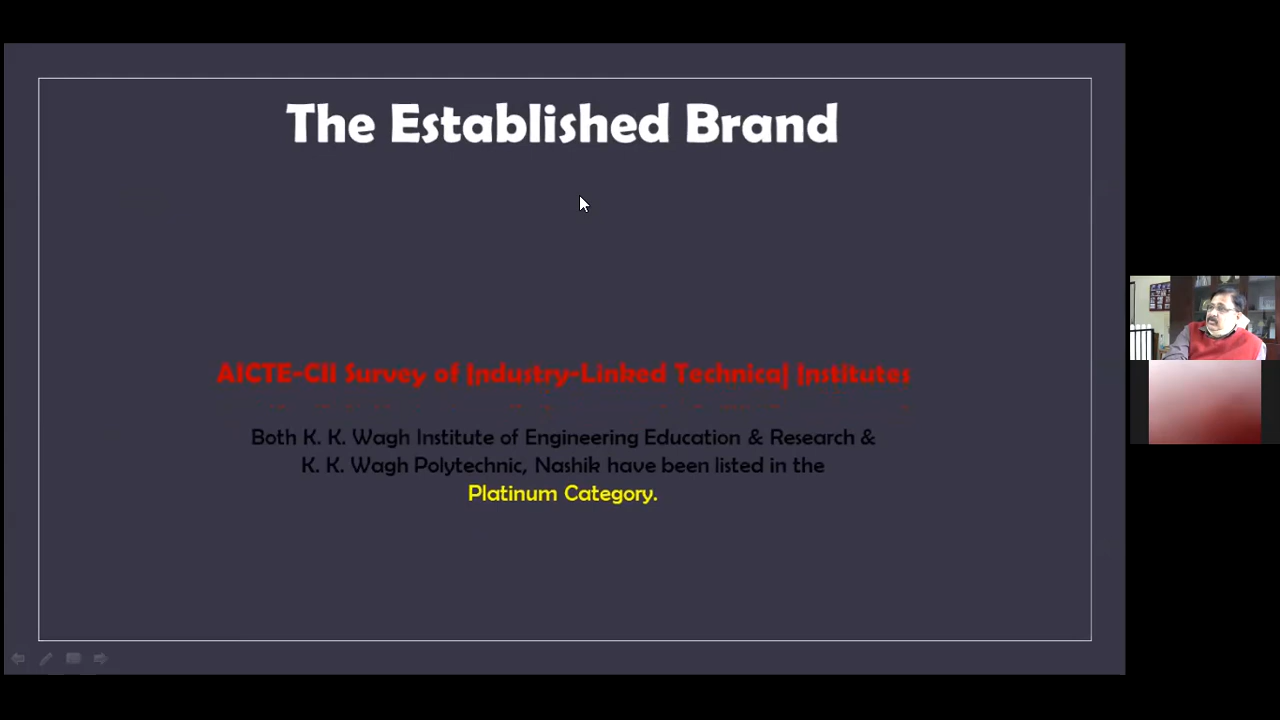 The Established Brand
AICTE-CII Survey of Industry-Linked Technical Institutes
Both K. K. Wagh Institute of Engineering Education & Research &
K. K. Wagh Polytechnic, Nashik have been listed in the
Platinum Category.